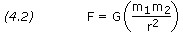 (4.2) F = G (m₁m₂ / r²)